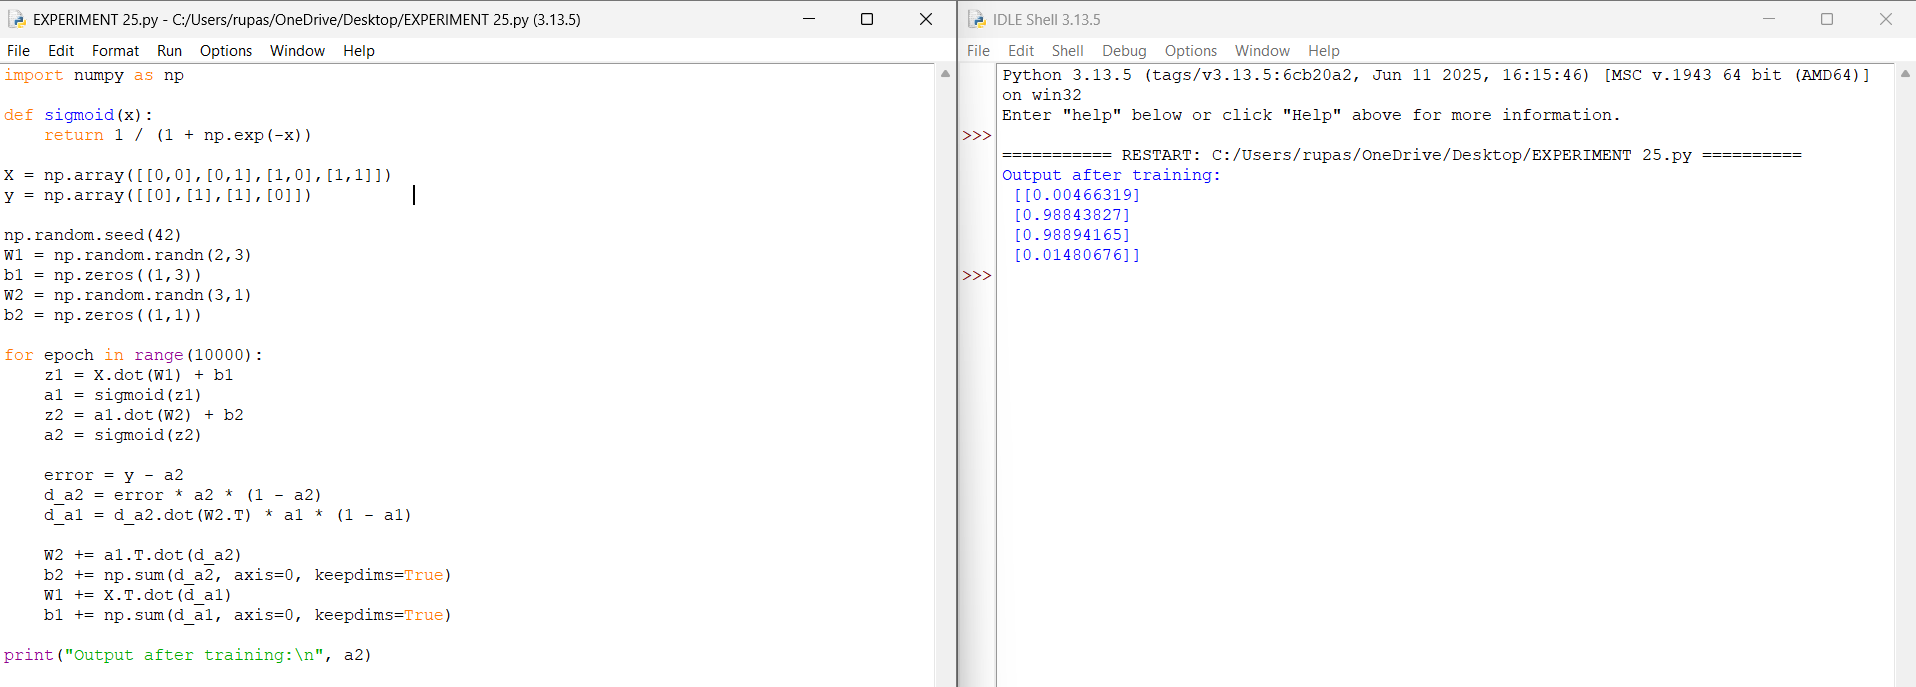 EXPERIMENT 25.py - C:/Users/rupas/OneDrive/Desktop/EXPERIMENT 25.py (3.13.5)
File Edit Format Run Options Window Help
import numpy as np

def sigmoid(x):
    return 1 / (1 + np.exp(-x))

X = np.array([[0,0],[0,1],[1,0],[1,1]])
y = np.array([[0],[1],[1],[0]])

np.random.seed(42)
W1 = np.random.randn(2,3)
b1 = np.zeros((1,3))
W2 = np.random.randn(3,1)
b2 = np.zeros((1,1))

for epoch in range(10000):
    z1 = X.dot(W1) + b1
    a1 = sigmoid(z1)
    z2 = a1.dot(W2) + b2
    a2 = sigmoid(z2)

    error = y - a2
    d_a2 = error * a2 * (1 - a2)
    d_a1 = d_a2.dot(W2.T) * a1 * (1 - a1)

    W2 += a1.T.dot(d_a2)
    b2 += np.sum(d_a2, axis=0, keepdims=True)
    W1 += X.T.dot(d_a1)
    b1 += np.sum(d_a1, axis=0, keepdims=True)

print("Output after training:\n", a2)
IDLE Shell 3.13.5
File Edit Shell Debug Options Window Help
Python 3.13.5 (tags/v3.13.5:6cb20a2, Jun 11 2025, 16:15:46) [MSC v.1943 64 bit (AMD64)]
on win32
Enter "help" below or click "Help" above for more information.
>>>
=========== RESTART: C:/Users/rupas/OneDrive/Desktop/EXPERIMENT 25.py ==========
Output after training:
 [[0.00466319]
 [0.98843827]
 [0.98894165]
 [0.01480676]]
>>>